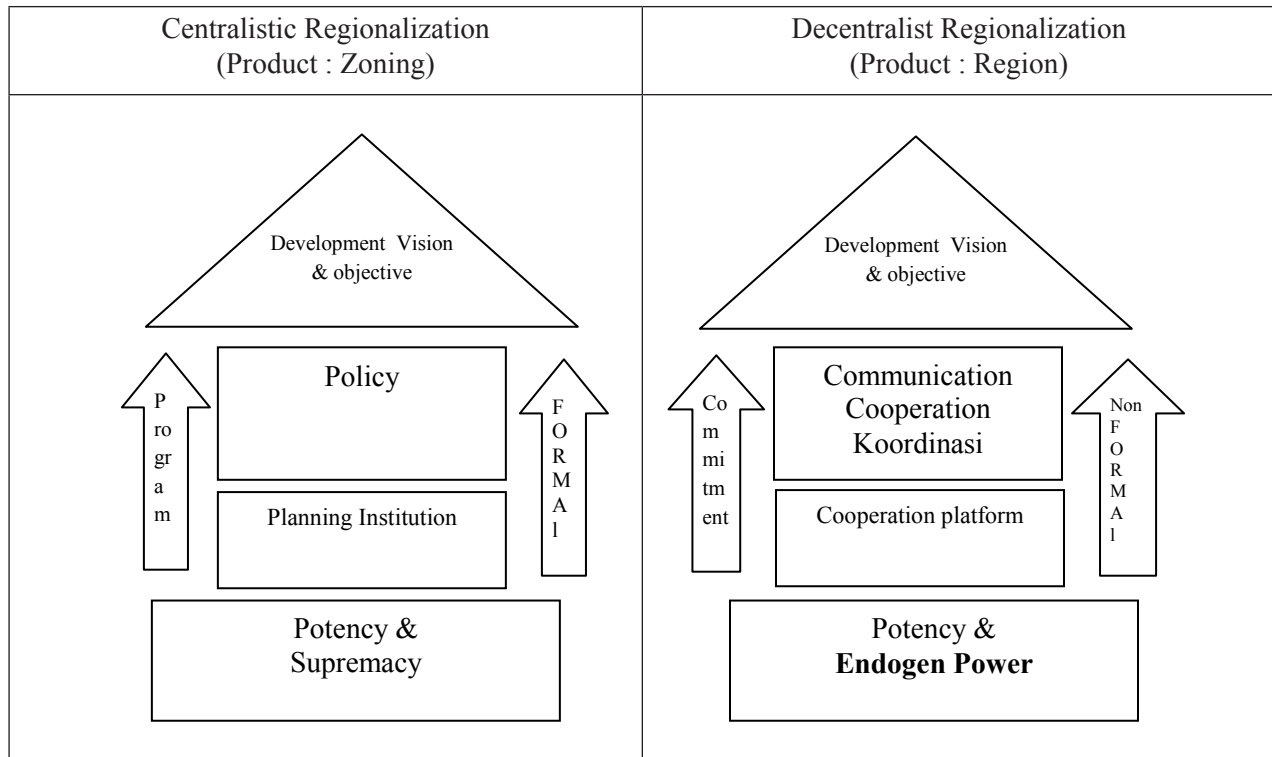 Centralistic Regionalization
(Product : Zoning)
Decentralist Regionalization
(Product : Region)
Development Vision
& objective
Policy
P
ro
gr
a
m
F
O
R
M
A
l
Planning Institution
Potency &
Supremacy
Development Vision
& objective
Communication
Cooperation
Koordinasi
Co
m
mi
tm
ent
Non
F
O
R
M
A
l
Cooperation platform
Potency &
Endogen Power